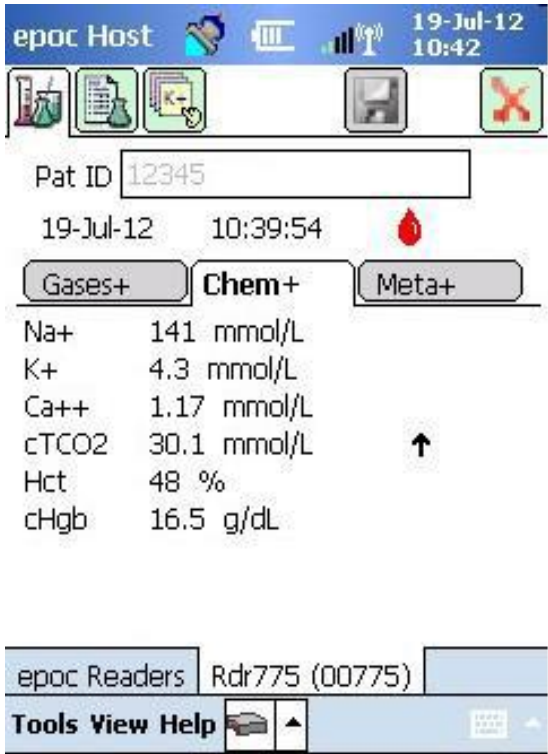 epoc Host 19-Jul-12
10:42
K+
Pat ID 12345
19-Jul-12 10:39:54
Gases+ Chem+ Meta+
Na+ 141 mmol/L
K+ 4.3 mmol/L
Ca++ 1.17 mmol/L
cTCO2 30.1 mmol/L ↑
Hct 48 %
cHgb 16.5 g/dL
epoc Readers Rdr775 (00775)
Tools View Help